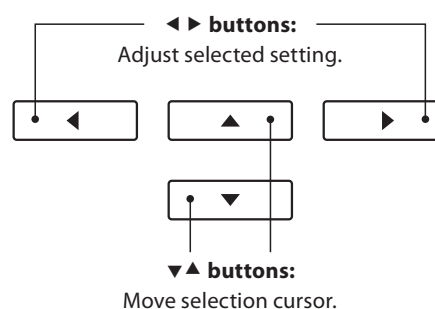 ◀ ▶ buttons:
Adjust selected setting.
◀
▲
▶
▼
▼▲ buttons:
Move selection cursor.